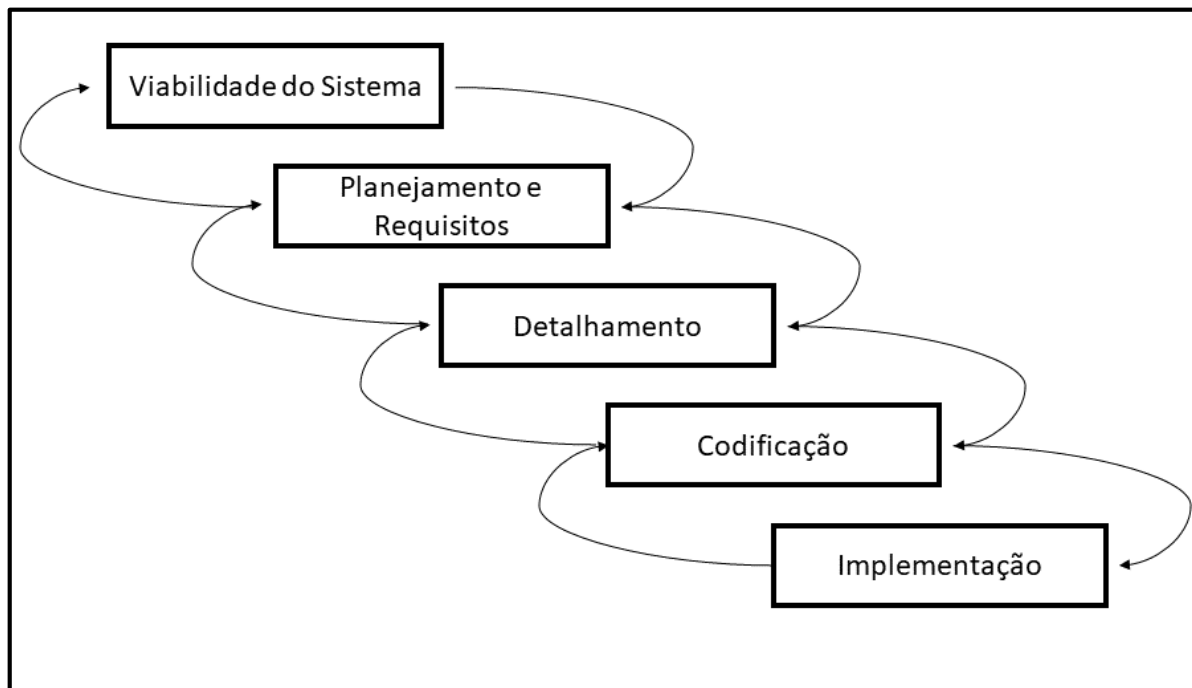 Viabilidade do Sistema
Planejamento e
Requisitos
Detalhamento
Codificação
Implementação